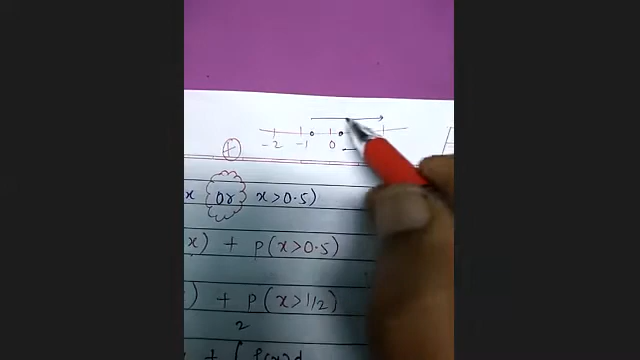 -2 -1 0
+
x or x>0.5)
x) + p(x>0.5)
) + p(x>1/2)
2
+ ∫